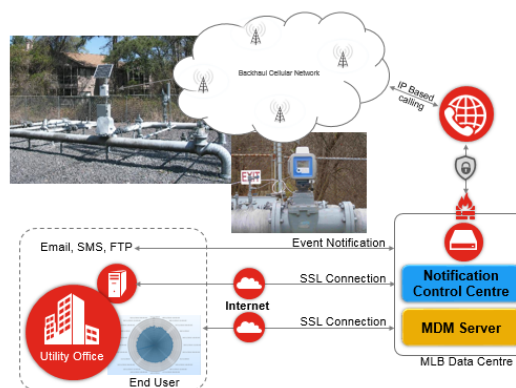 Backhaul Cellular Network
IP Based
calling
EXIT
Email, SMS, FTP
Event Notification
SSL Connection
Notification
Control Centre
Internet
SSL Connection
MDM Server
Utility Office
End User
MLB Data Centre